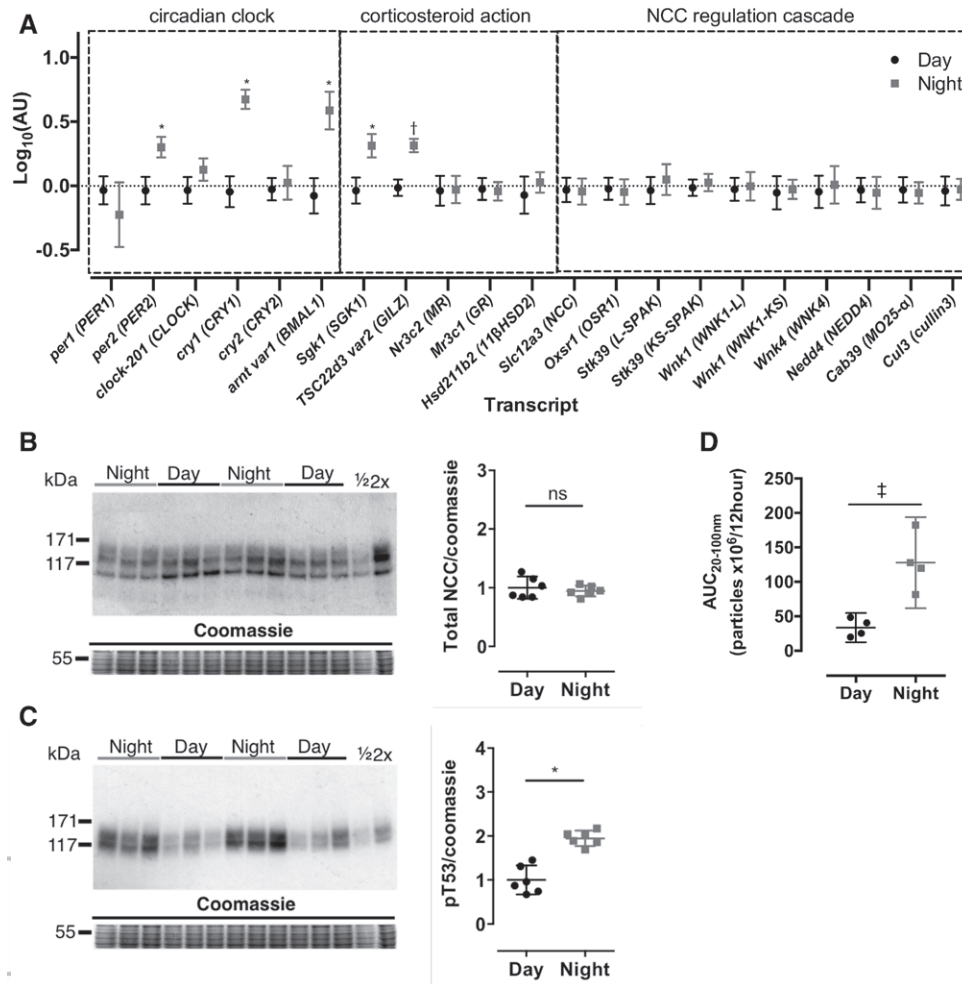 A
circadian clock
corticosteroid action
NCC regulation cascade
Log10(AU)
1.0
0.5
0.0
-0.5
* * * * †
Day
Night
per1 (PER1)
per2 (PER2)
clock-201 (CLOCK)
cry1 (CRY1)
cry2 (CRY2)
arnt var1 (BMAL1)
Sgk1 (SGK1)
TSC22d3 var2 (GILZ)
Nr3c2 (MR)
Mr3c1 (GR)
Hsd211b2 (11βHSD2)
Slc12a3 (NCC)
Oxsr1 (OSR1)
Stk39 (L-SPAK)
Stk39 (KS-SPAK)
Wnk1 (WNK1-L)
Wnk1 (WNK1-KS)
Wnk4 (WNK4)
Nedd4 (NEDD4)
Cab39 (MO25-α)
Cul3 (cullin3)
Transcript
B
kDa
Night Day Night Day ½2x
171
117
Coomassie
55
Total NCC/coomassie
3
2
1
0
ns
Day Night
D
AUC20-100nm
(particles x10⁶/12hour)
250
200
150
100
50
0
‡
Day Night
C
kDa
Night Day Night Day ½2x
171
117
Coomassie
55
pT53/coomassie
4
3
2
1
0
*
Day Night